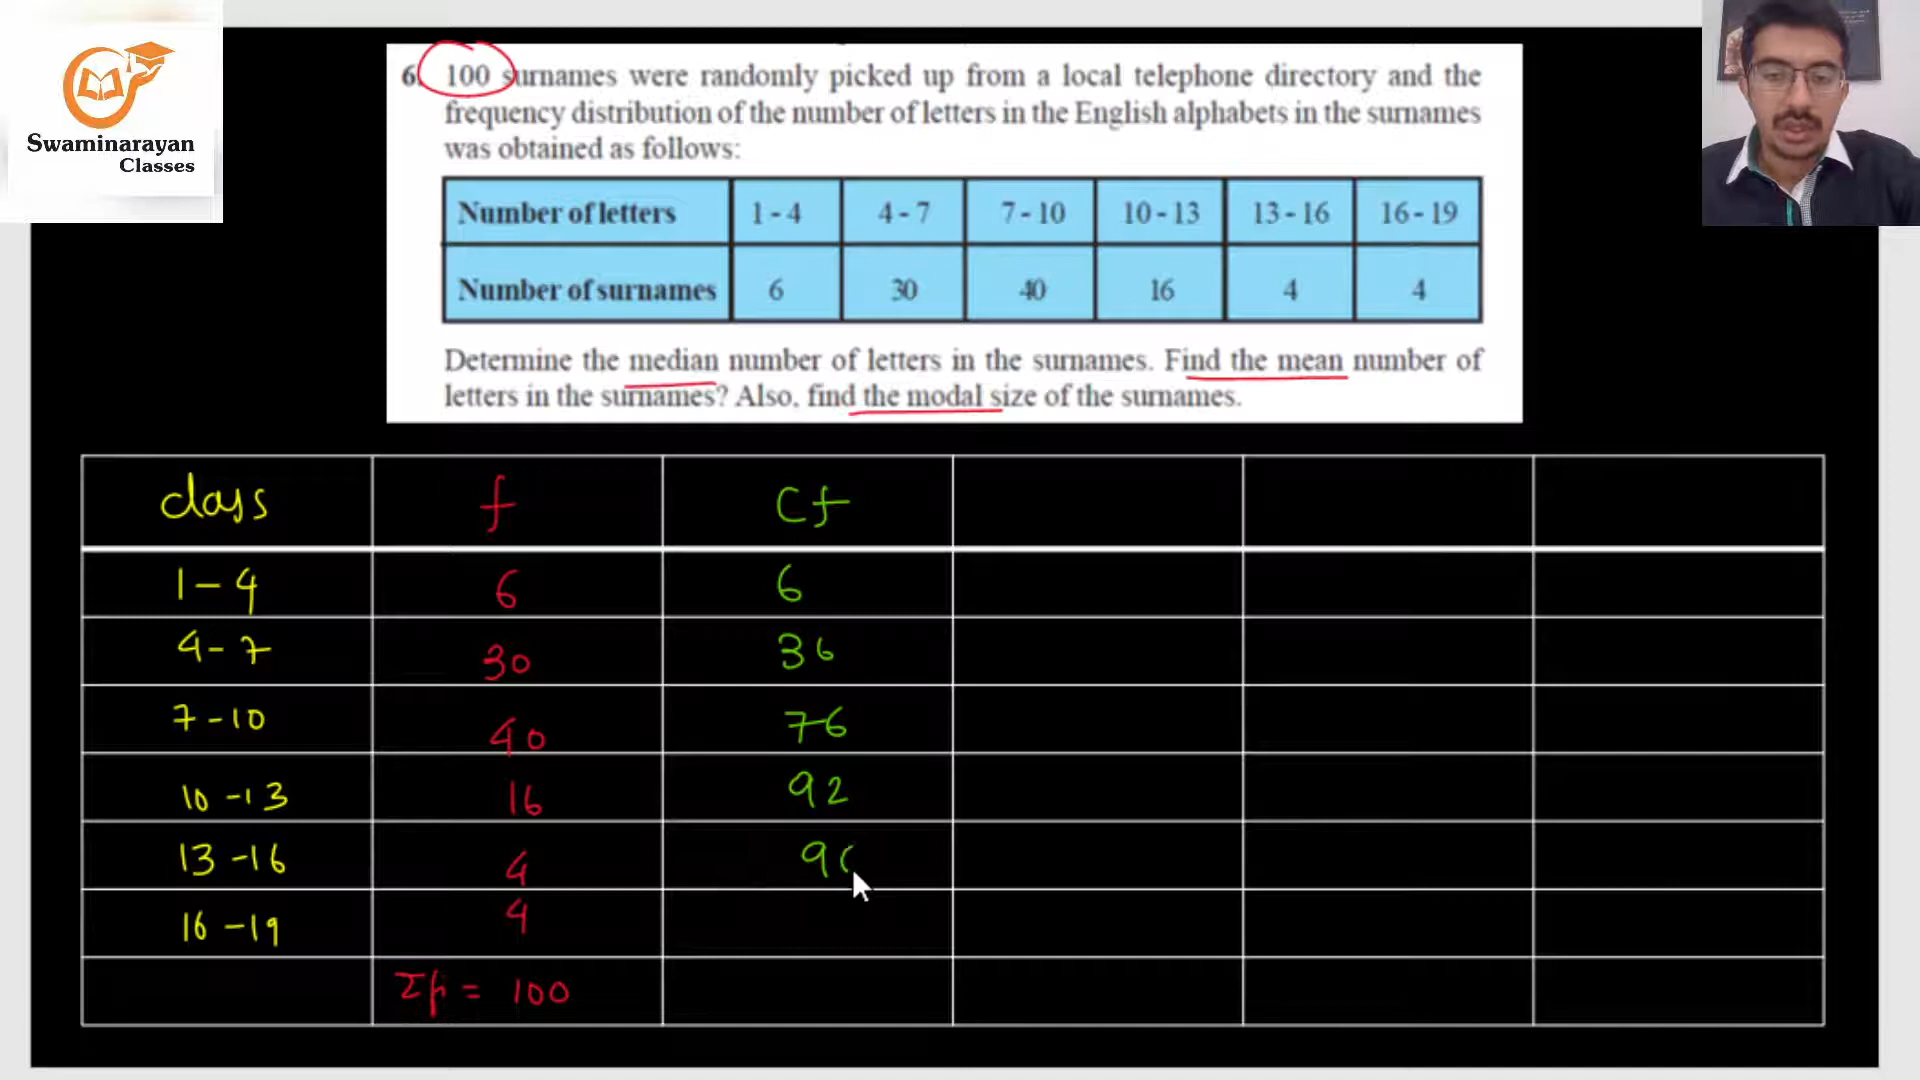 Swaminarayan
Classes
6. 100 surnames were randomly picked up from a local telephone directory and the
frequency distribution of the number of letters in the English alphabets in the surnames
was obtained as follows:
Number of letters 1 - 4 4 - 7 7 - 10 10 - 13 13 - 16 16 - 19
Number of surnames 6 30 40 16 4 4
Determine the median number of letters in the surnames. Find the mean number of
letters in the surnames? Also, find the modal size of the surnames.
class f Cf
1 - 4 6 6
4 - 7 30 36
7 - 10 40 76
10 - 13 16 92
13 - 16 4 9
16 - 19 4
= 100